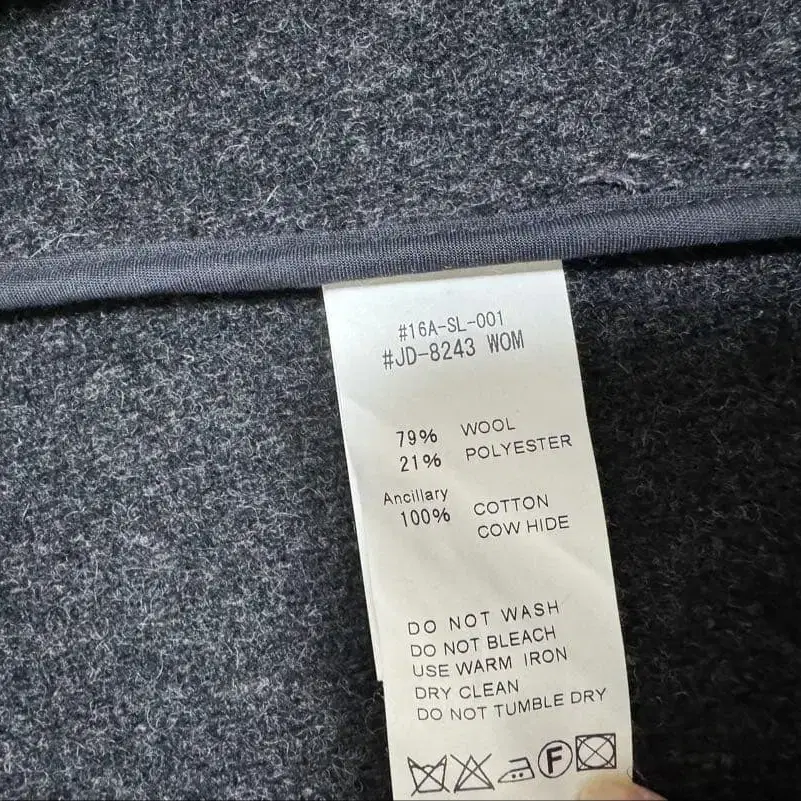 #16A-SL-001
#JD-8243 WOM
79% WOOL
21% POLYESTER
Ancillary
100% COTTON
COW HIDE
DO NOT WASH
DO NOT BLEACH
USE WARM IRON
DRY CLEAN
DO NOT TUMBLE DRY
F